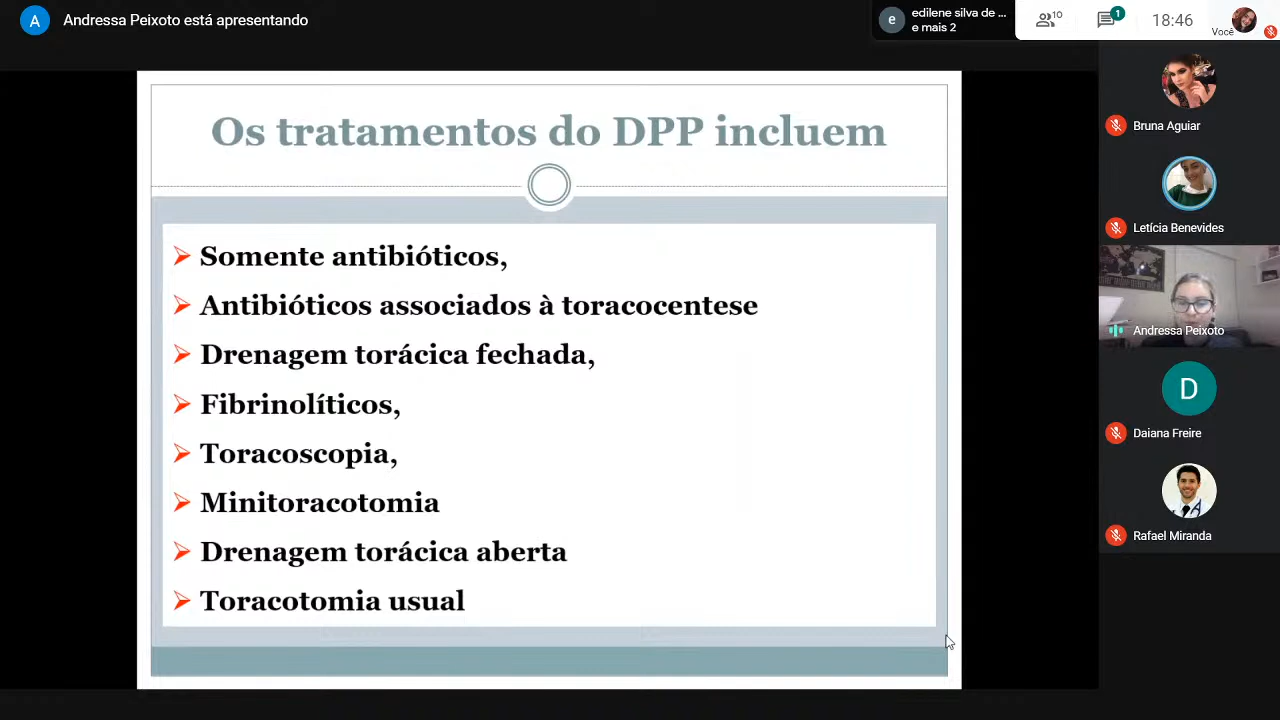 A
Andressa Peixoto está apresentando
e
edilene silva de ...
e mais 2
10
1
18:46
Você
Os tratamentos do DPP incluem
Somente antibióticos,
Antibióticos associados à toracocentese
Drenagem torácica fechada,
Fibrinolíticos,
Toracoscopia,
Minitoracotomia
Drenagem torácica aberta
Toracotomia usual
Bruna Aguiar
Letícia Benevides
Andressa Peixoto
D
Daiana Freire
Rafael Miranda